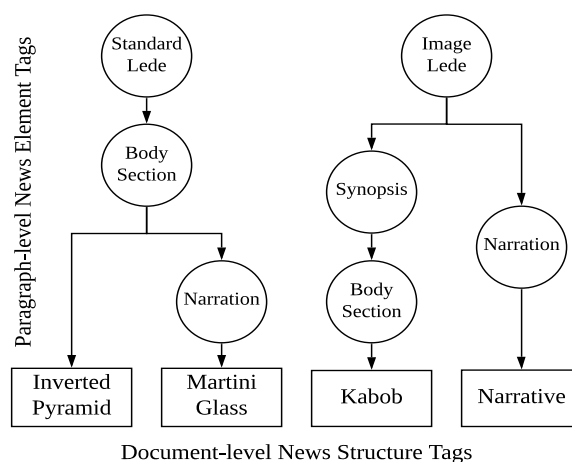 Paragraph-level News Element Tags
Standard
Lede
Image
Lede
Body
Section
Synopsis
Narration
Narration
Body
Section
Inverted
Pyramid
Martini
Glass
Kabob
Narrative
Document-level News Structure Tags